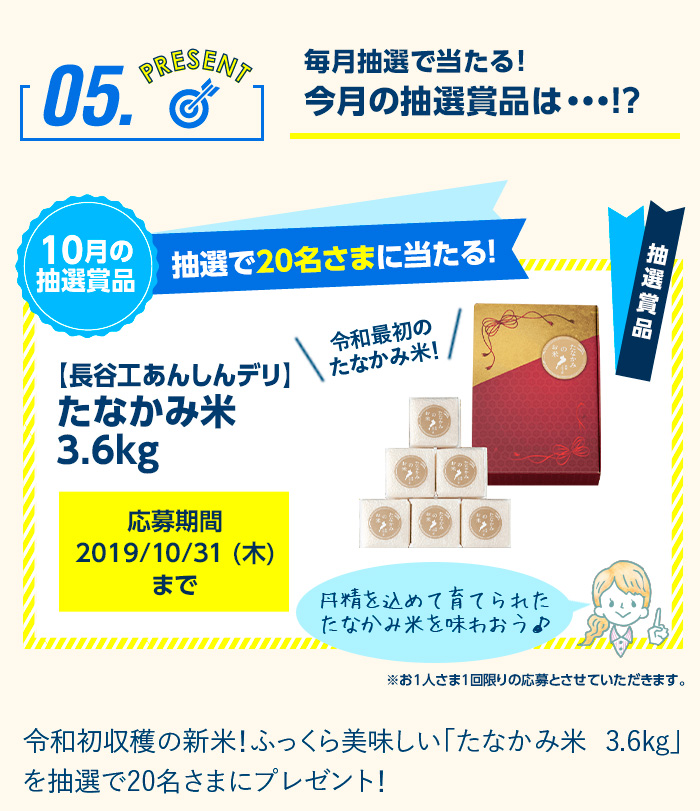 05.
PRESENT
毎月抽選で当たる!
今月の抽選賞品は・・・!?
10月の
抽選賞品
抽選で20名さまに当たる!
抽選賞品
令和最初の
たなかみ米!
【長谷工あんしんデリ】
たなかみ米
3.6kg
たなかみ
のお米
応募期間
2019/10/31 (木)
まで
丹精を込めて育てられた
たなかみ米を味わおう♪
※お1人さま1回限りの応募とさせていただきます。
令和初収穫の新米!ふっくら美味しい「たなかみ米 3.6kg」
を抽選で20名さまにプレゼント!